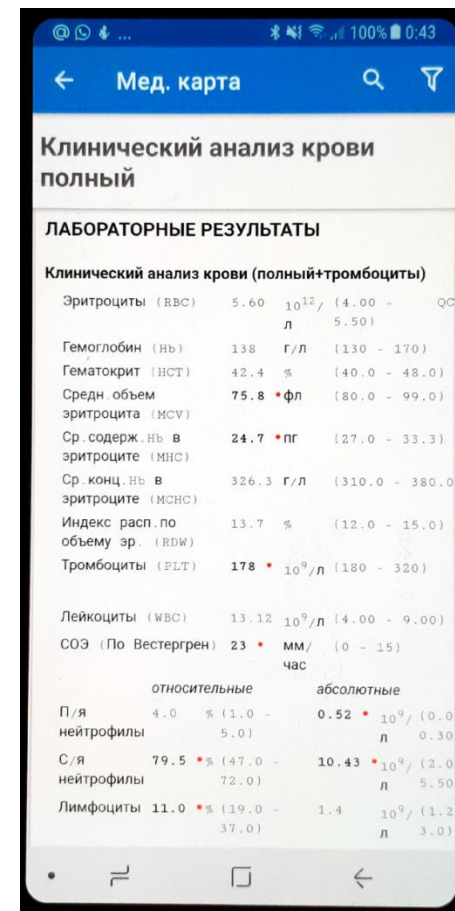 100% 0:43
Мед. карта
Клинический анализ крови
полный
ЛАБОРАТОРНЫЕ РЕЗУЛЬТАТЫ
Клинический анализ крови (полный+тромбоциты)
Эритроциты (RBC) 5.60 10¹²/ (4.00 - QC
л 5.50)
Гемоглобин (Hb) 138 г/л (130 - 170)
Гематокрит (HCT) 42.4 % (40.0 - 48.0)
Средн.объем 75.8 * фл (80.0 - 99.0)
эритроцита (MCV)
Ср.содерж.Hb в 24.7 * пг (27.0 - 33.3)
эритроците (MHC)
Ср.конц.Hb в 326.3 г/л (310.0 - 380.0
эритроците (MCHC)
Индекс расп.по 13.7 % (12.0 - 15.0)
объему эр. (RDW)
Тромбоциты (PLT) 178 * 10⁹/л (180 - 320)
Лейкоциты (WBC) 13.12 10⁹/л (4.00 - 9.00)
СОЭ (По Вестергрен) 23 * мм/ (0 - 15)
час
относительные абсолютные
П/я 4.0 % (1.0 - 0.52 * 10⁹/ (0.0
нейтрофилы 5.0) л 0.30
С/я 79.5 * % (47.0 - 10.43 * 10⁹/ (2.0
нейтрофилы 72.0) л 5.50
Лимфоциты 11.0 * % (19.0 - 1.4 10⁹/ (1.2
37.0) л 3.0)